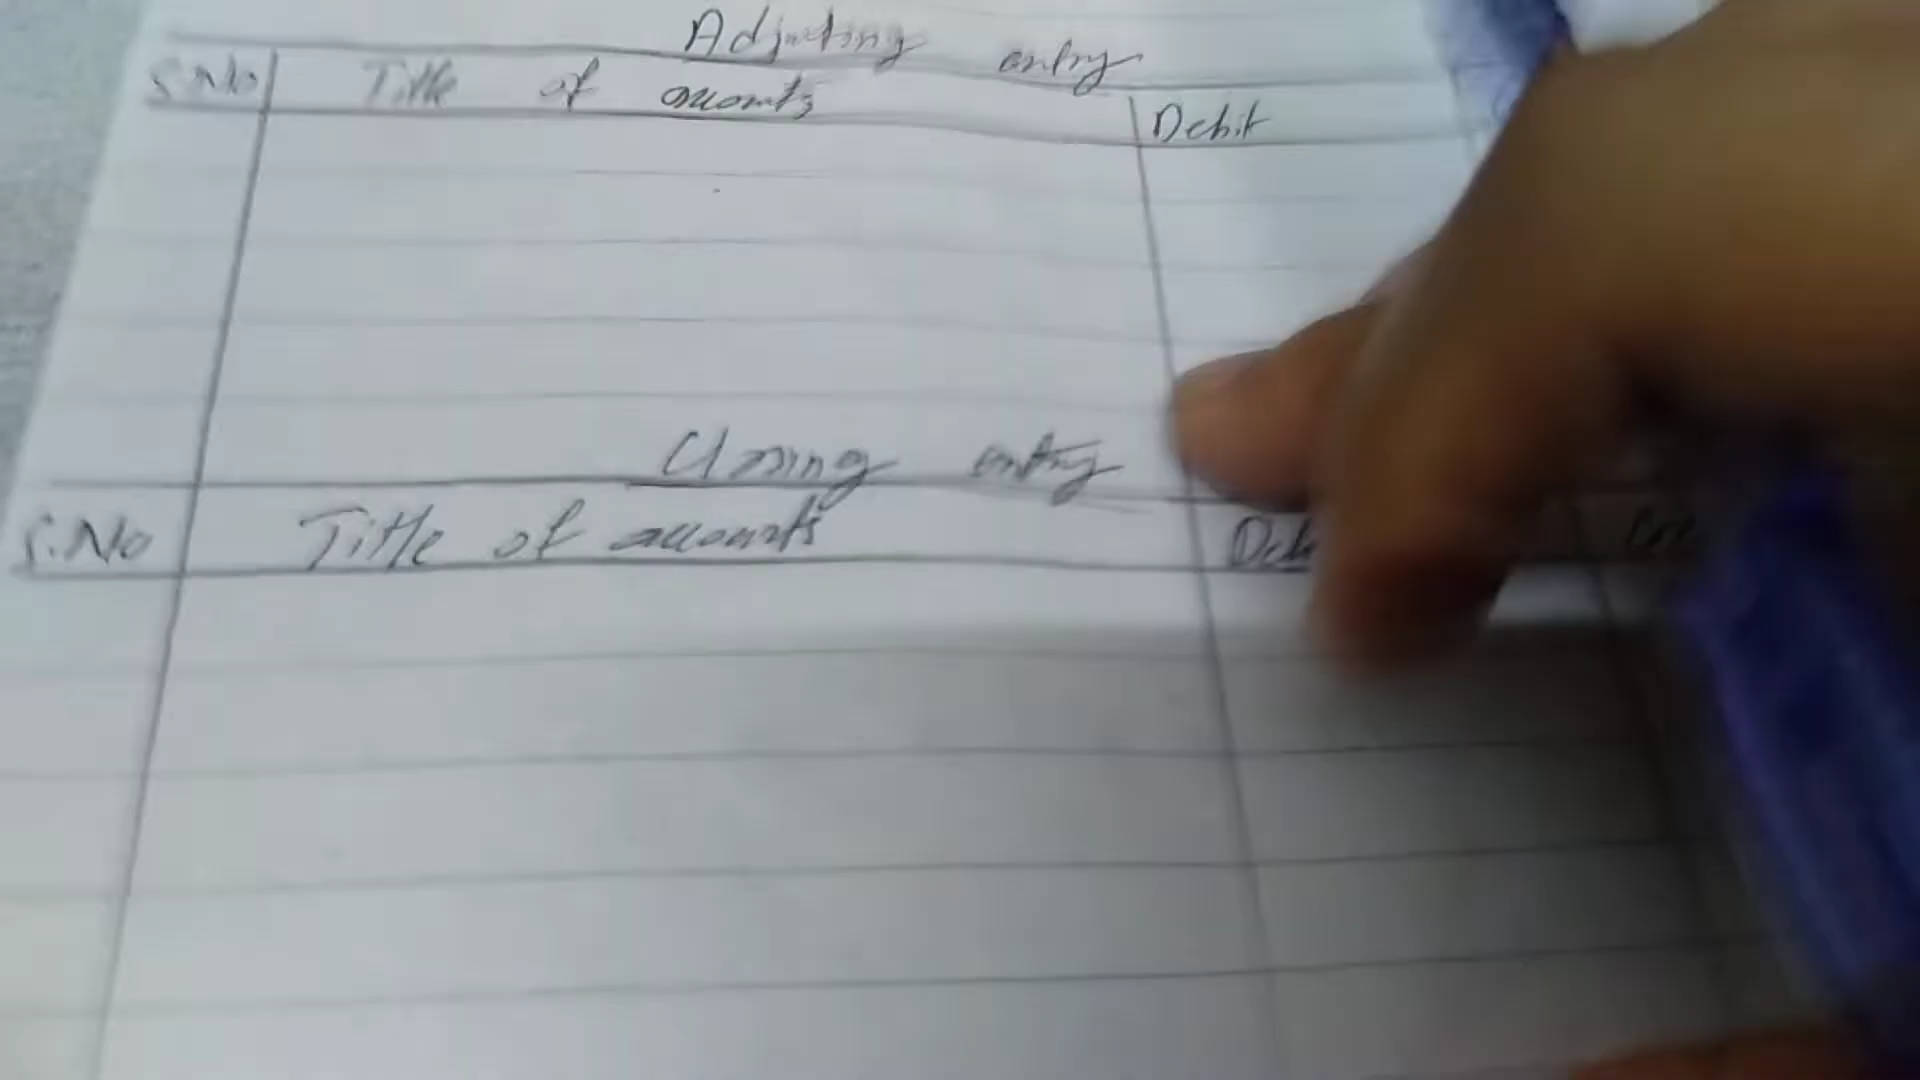 Adjusting entry
S.No Title of accounts Debit
Closing entry
S.No Title of accounts